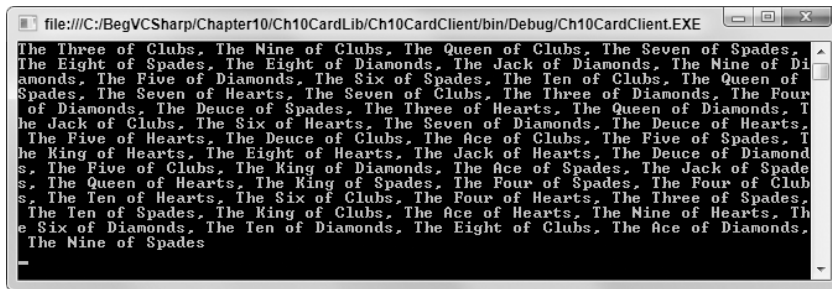 file:///C:/BegVCSharp/Chapter10/Ch10CardLib/Ch10CardClient/bin/Debug/Ch10CardClient.EXE
The Three of Clubs, The Nine of Clubs, The Queen of Clubs, The Seven of Spades,
The Eight of Spades, The Eight of Diamonds, The Jack of Diamonds, The Nine of Di
amonds, The Five of Diamonds, The Six of Spades, The Ten of Clubs, The Queen of
Spades, The Seven of Hearts, The Seven of Clubs, The Three of Diamonds, The Four
 of Diamonds, The Deuce of Spades, The Three of Hearts, The Queen of Diamonds, T
he Jack of Clubs, The Six of Hearts, The Seven of Diamonds, The Deuce of Hearts,
 The Five of Hearts, The Deuce of Clubs, The Ace of Clubs, The Five of Spades, T
he King of Hearts, The Eight of Hearts, The Jack of Hearts, The Deuce of Diamond
s, The Five of Clubs, The King of Diamonds, The Ace of Spades, The Jack of Spade
s, The Queen of Hearts, The King of Spades, The Four of Spades, The Four of Club
s, The Ten of Hearts, The Six of Clubs, The Four of Hearts, The Three of Spades,
 The Ten of Spades, The King of Clubs, The Ace of Hearts, The Nine of Hearts, Th
e Six of Diamonds, The Ten of Diamonds, The Eight of Clubs, The Ace of Diamonds,
 The Nine of Spades